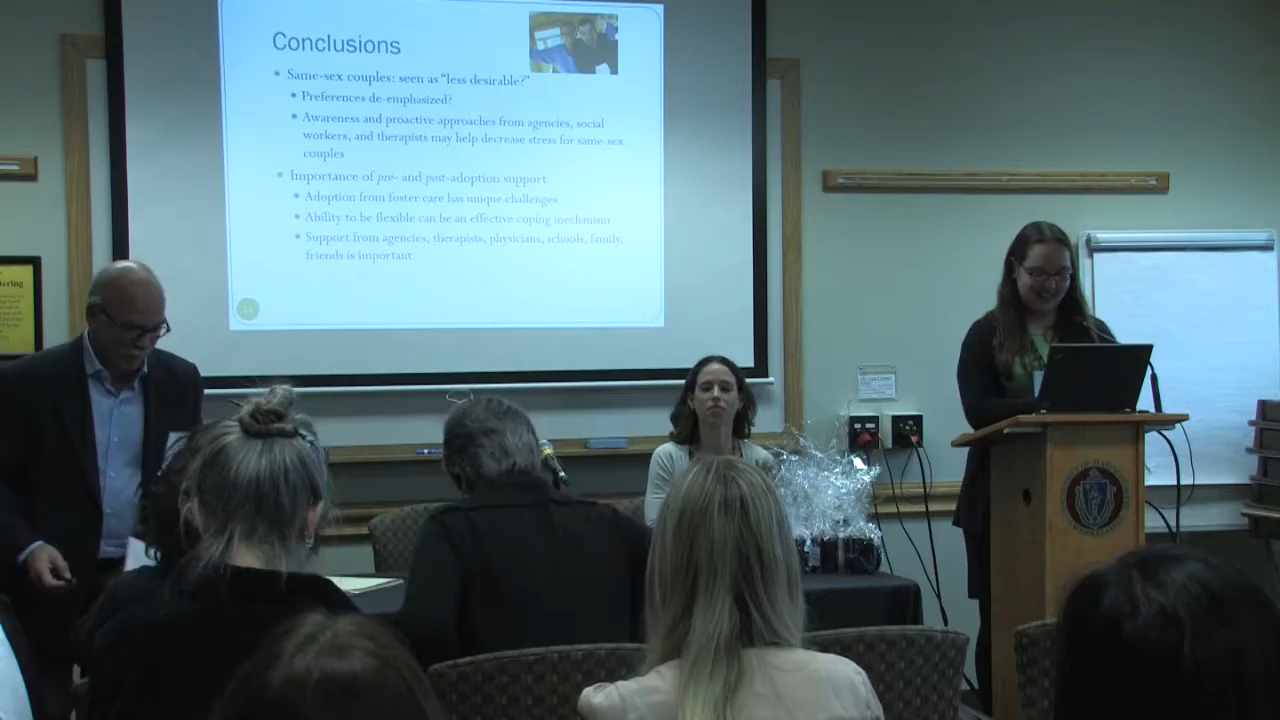 Conclusions
• Same-sex couples: seen as "less desirable?"
• Preferences de-emphasized?
• Awareness and proactive approaches from agencies, social
workers, and therapists may help decrease stress for same-sex
couples
• Importance of pre- and post-adoption support
• Adoption from foster care has unique challenges
• Ability to be flexible can be an effective coping mechanism
• Support from agencies, therapists, physicians, schools, family,
friends is important
tering